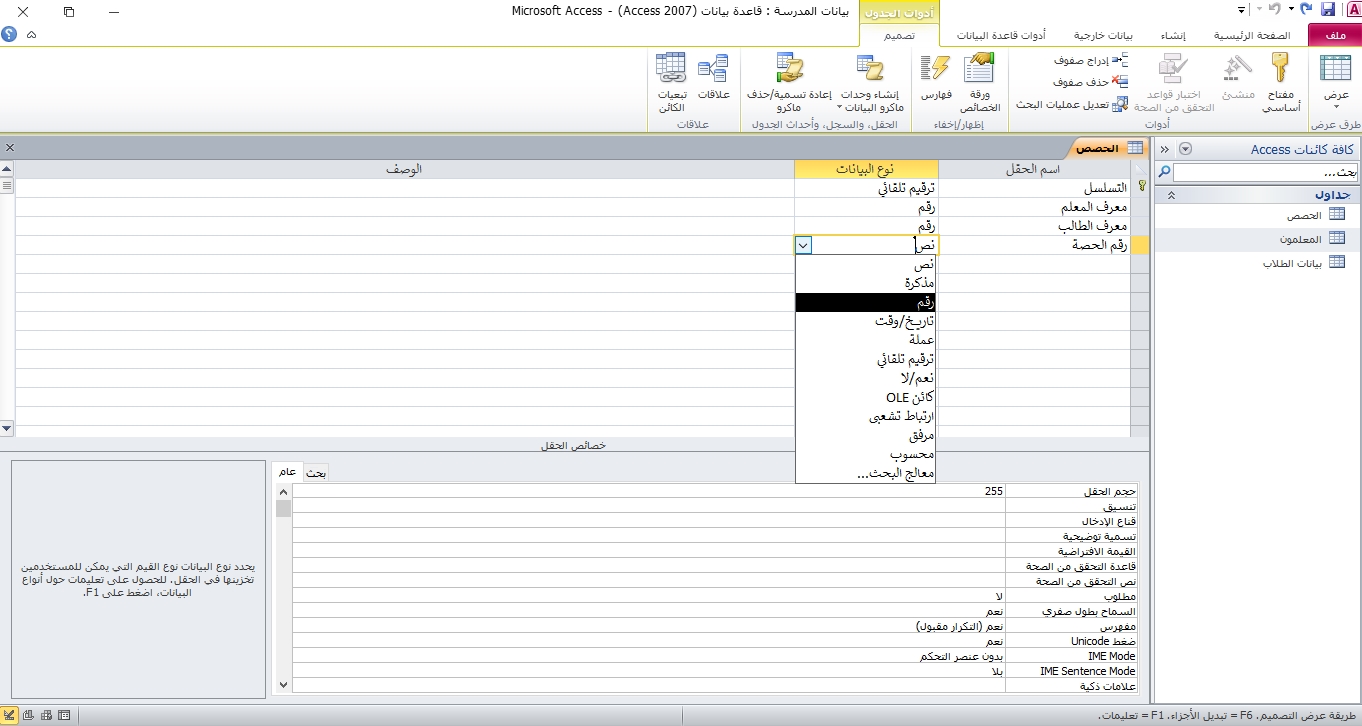 بيانات المدرسة : قاعدة بيانات (Access 2007) - Microsoft Access
أدوات الجدول
ملف
الصفحة الرئيسية
إنشاء
بيانات خارجية
أدوات قاعدة البيانات
تصميم
عرض
طرق عرض
مفتاح أساسي
منشئ
اختبار قواعد التحقق من الصحة
إدراج صفوف
حذف صفوف
تعديل عمليات البحث
أدوات
ورقة الخصائص
فهارس
إظهار/إخفاء
إنشاء وحدات ماكرو البيانات
إعادة تسمية/حذف ماكرو
الحقل، والسجل، وأحداث الجدول
علاقات
تبعيات الكائن
علاقات
كافة كائنات Access
بحث...
جداول
الحصص
المعلمون
بيانات الطلاب
الحصص
اسم الحقل
نوع البيانات
الوصف
التسلسل
ترقيم تلقائي
معرف المعلم
رقم
معرف الطالب
رقم
رقم الحصة
نص
نص
مذكرة
رقم
تاريخ/وقت
عملة
ترقيم تلقائي
نعم/لا
كائن OLE
ارتباط تشعبي
مرفق
محسوب
معالج البحث...
خصائص الحقل
بحث
عام
حجم الحقل
255
تنسيق
قناع الإدخال
تسمية توضيحية
القيمة الافتراضية
قاعدة التحقق من الصحة
نص التحقق من الصحة
مطلوب
لا
السماح بطول صفري
نعم
مفهرس
نعم (التكرار مقبول)
ضغط Unicode
نعم
IME Mode
بدون عنصر التحكم
IME Sentence Mode
بلا
علامات ذكية
يحدد نوع البيانات نوع القيم التي يمكن للمستخدمين
تخزينها في الحقل. للحصول على تعليمات حول أنواع
البيانات، اضغط على F1.
طريقة عرض التصميم. F6 = تبديل الأجزاء. F1 = تعليمات.